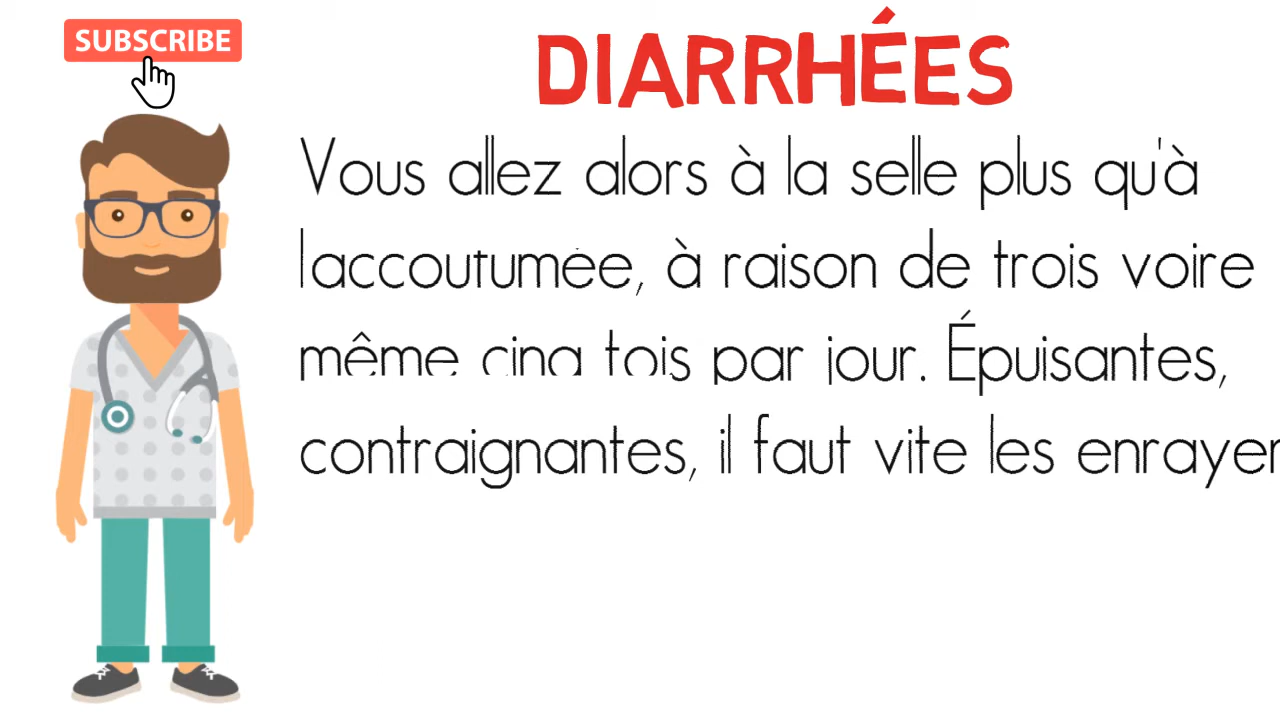 SUBSCRIBE
DIARRHÉES
Vous allez alors à la selle plus qu'à
laccoutumée, à raison de trois voire
même cinq fois par jour. Épuisantes,
contraignantes, il faut vite les enrayer